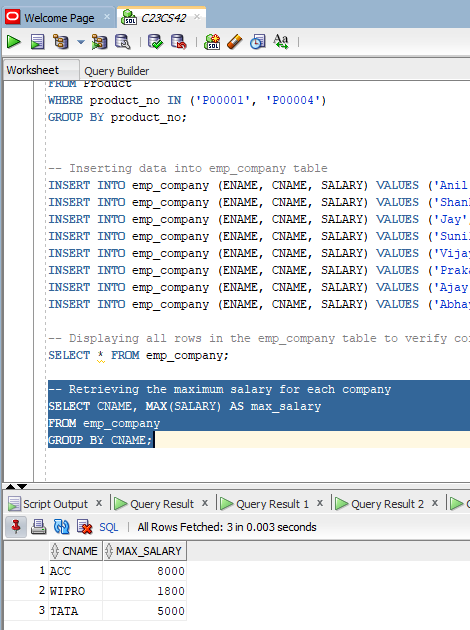 Welcome Page × C23CS42 ×
SQL Aa
Worksheet Query Builder
FROM Product
WHERE product_no IN ('P00001', 'P00004')
GROUP BY product_no;
-- Inserting data into emp_company table
INSERT INTO emp_company (ENAME, CNAME, SALARY) VALUES ('Anil
INSERT INTO emp_company (ENAME, CNAME, SALARY) VALUES ('Shan
INSERT INTO emp_company (ENAME, CNAME, SALARY) VALUES ('Jay'
INSERT INTO emp_company (ENAME, CNAME, SALARY) VALUES ('Sunil
INSERT INTO emp_company (ENAME, CNAME, SALARY) VALUES ('Vijay
INSERT INTO emp_company (ENAME, CNAME, SALARY) VALUES ('Praka
INSERT INTO emp_company (ENAME, CNAME, SALARY) VALUES ('Ajay
INSERT INTO emp_company (ENAME, CNAME, SALARY) VALUES ('Abhay
-- Displaying all rows in the emp_company table to verify co
SELECT * FROM emp_company;
-- Retrieving the maximum salary for each company
SELECT CNAME, MAX(SALARY) AS max_salary
FROM emp_company
GROUP BY CNAME;
Script Output x Query Result x Query Result 1 x Query Result 2 x
SQL | All Rows Fetched: 3 in 0.003 seconds
CNAME MAX_SALARY
1 ACC 8000
2 WIPRO 1800
3 TATA 5000